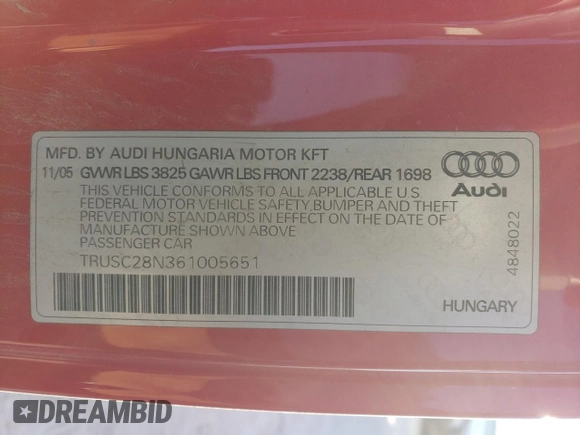 MFD. BY AUDI HUNGARIA MOTOR KFT
11/05 GVWR LBS 3825 GAWR LBS FRONT 2238/REAR 1698
THIS VEHICLE CONFORMS TO ALL APPLICABLE U.S.
FEDERAL MOTOR VEHICLE SAFETY,BUMPER AND THEFT
PREVENTION STANDARDS IN EFFECT ON THE DATE OF
MANUFACTURE SHOWN ABOVE
PASSENGER CAR
TRUSC28N361005651
Audi
4848022
HUNGARY
DREAMBID